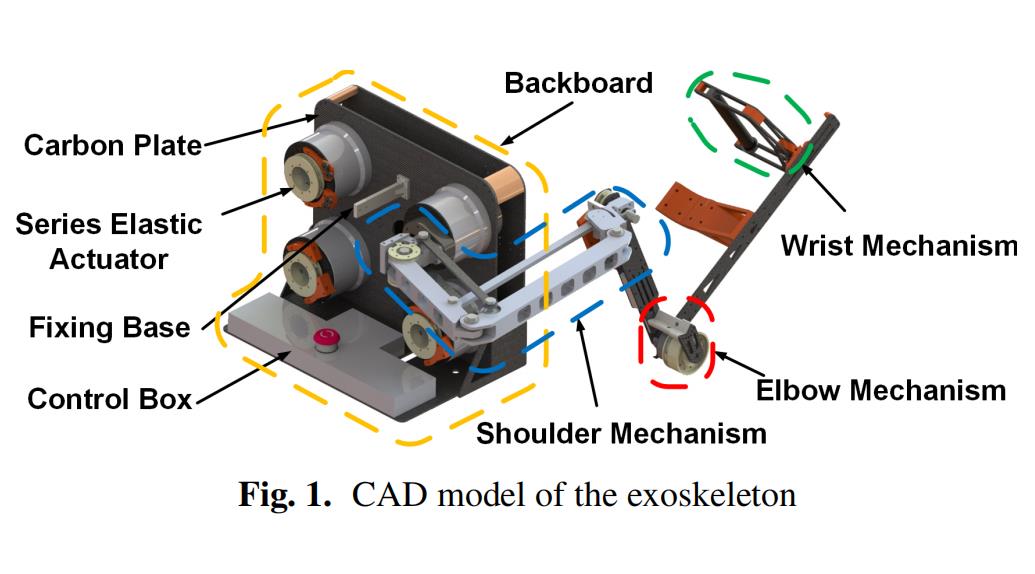 Backboard
Carbon Plate
Series Elastic
Actuator
Wrist Mechanism
Fixing Base
Control Box
Elbow Mechanism
Shoulder Mechanism
Fig. 1. CAD model of the exoskeleton